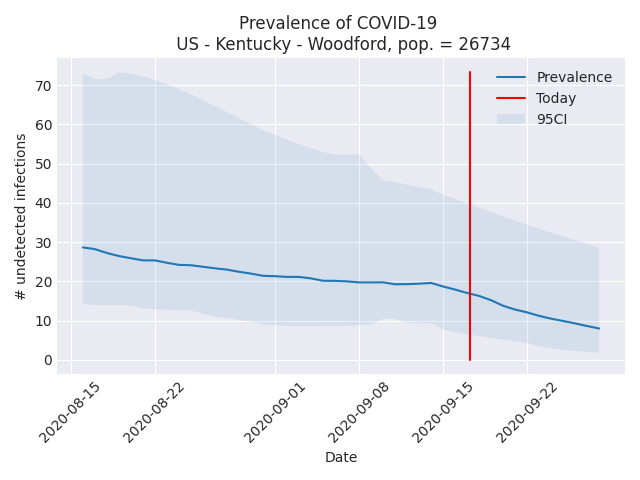 Prevalence of COVID-19
US - Kentucky - Woodford, pop. = 26734
# undetected infections
70
60
50
40
30
20
10
0
Prevalence
Today
95CI
2020-08-15
2020-08-22
2020-09-01
2020-09-08
2020-09-15
2020-09-22
Date